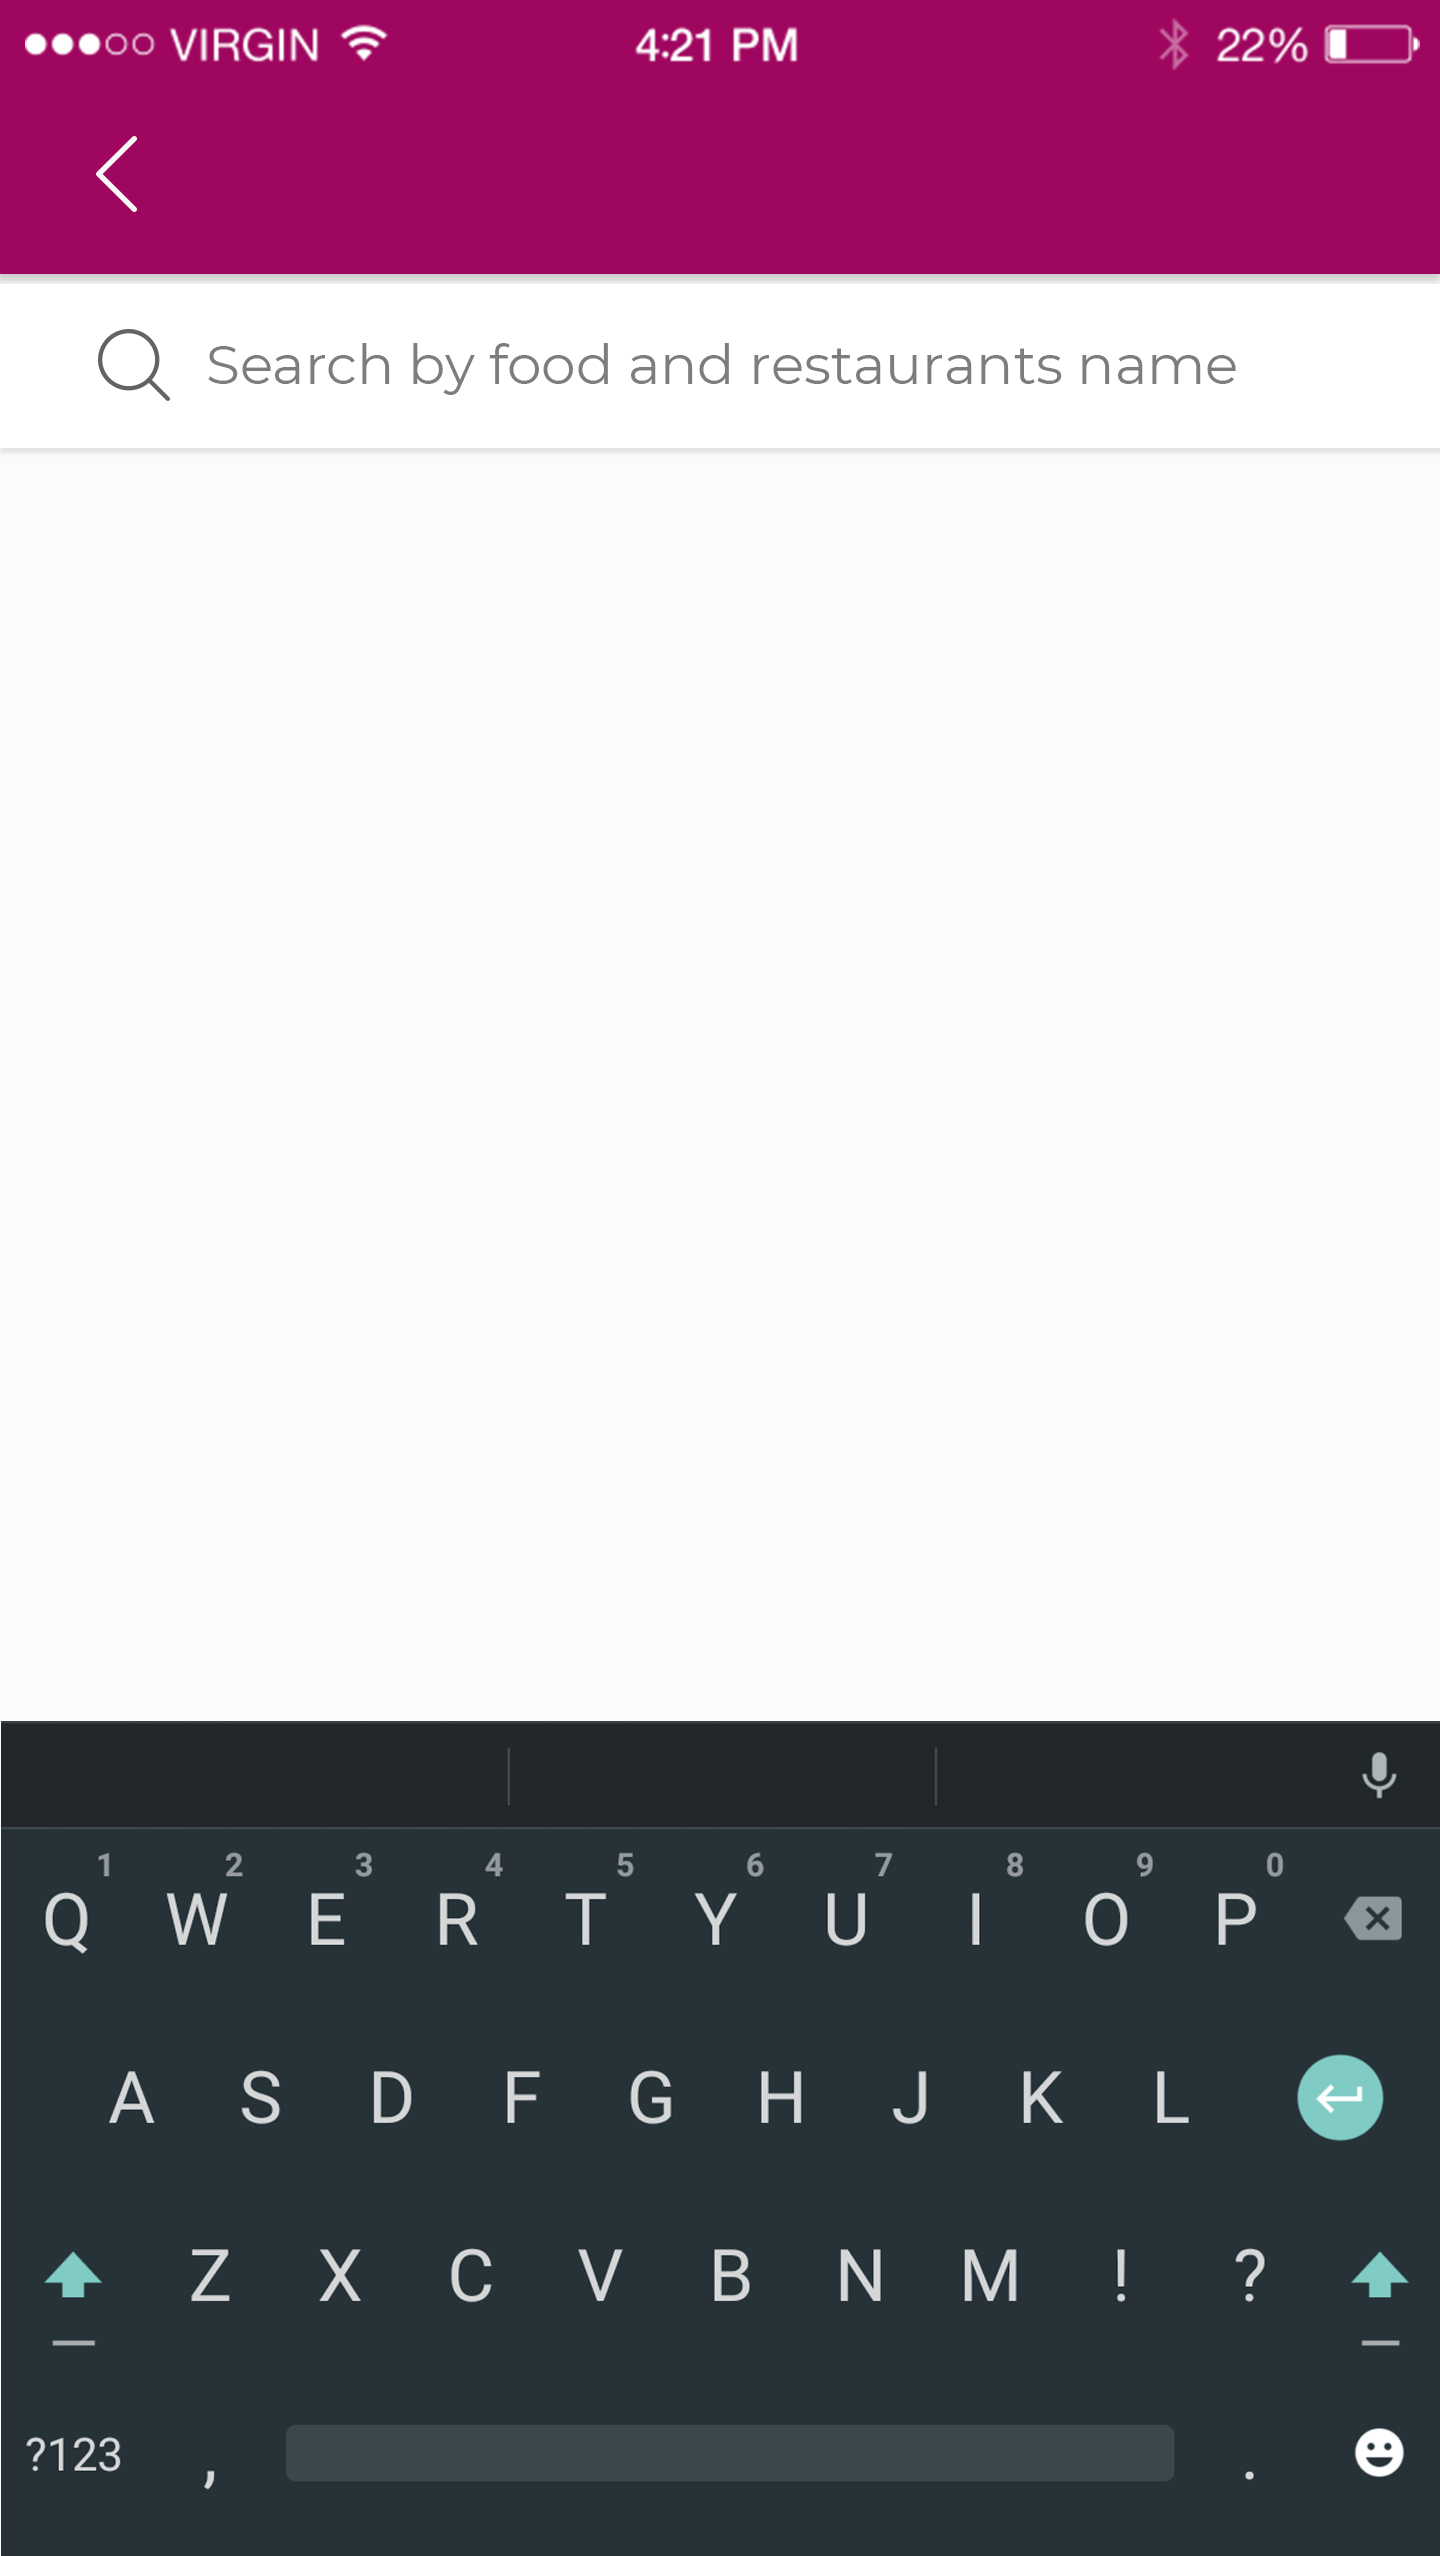 VIRGIN 4:21 PM 22%
Search by food and restaurants name
1 2 3 4 5 6 7 8 9 0
Q W E R T Y U I O P
A S D F G H J K L
Z X C V B N M ! ?
?123 , .